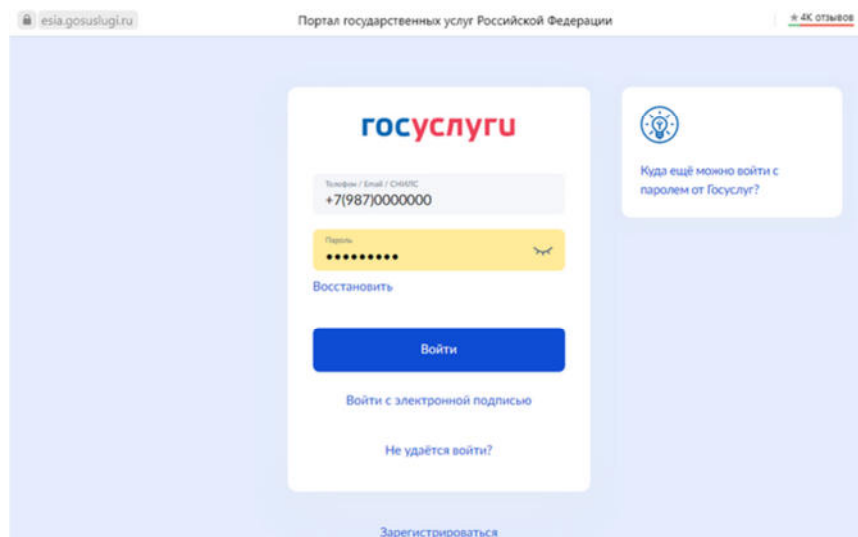 esia.gosuslugi.ru
Портал государственных услуг Российской Федерации
4K отзывов
госуслуги
Телефон / Email / СНИЛС
+7(987)0000000
Пароль
Восстановить
Войти
Войти с электронной подписью
Не удаётся войти?
Зарегистрироваться
Куда ещё можно войти с
паролем от Госуслуг?